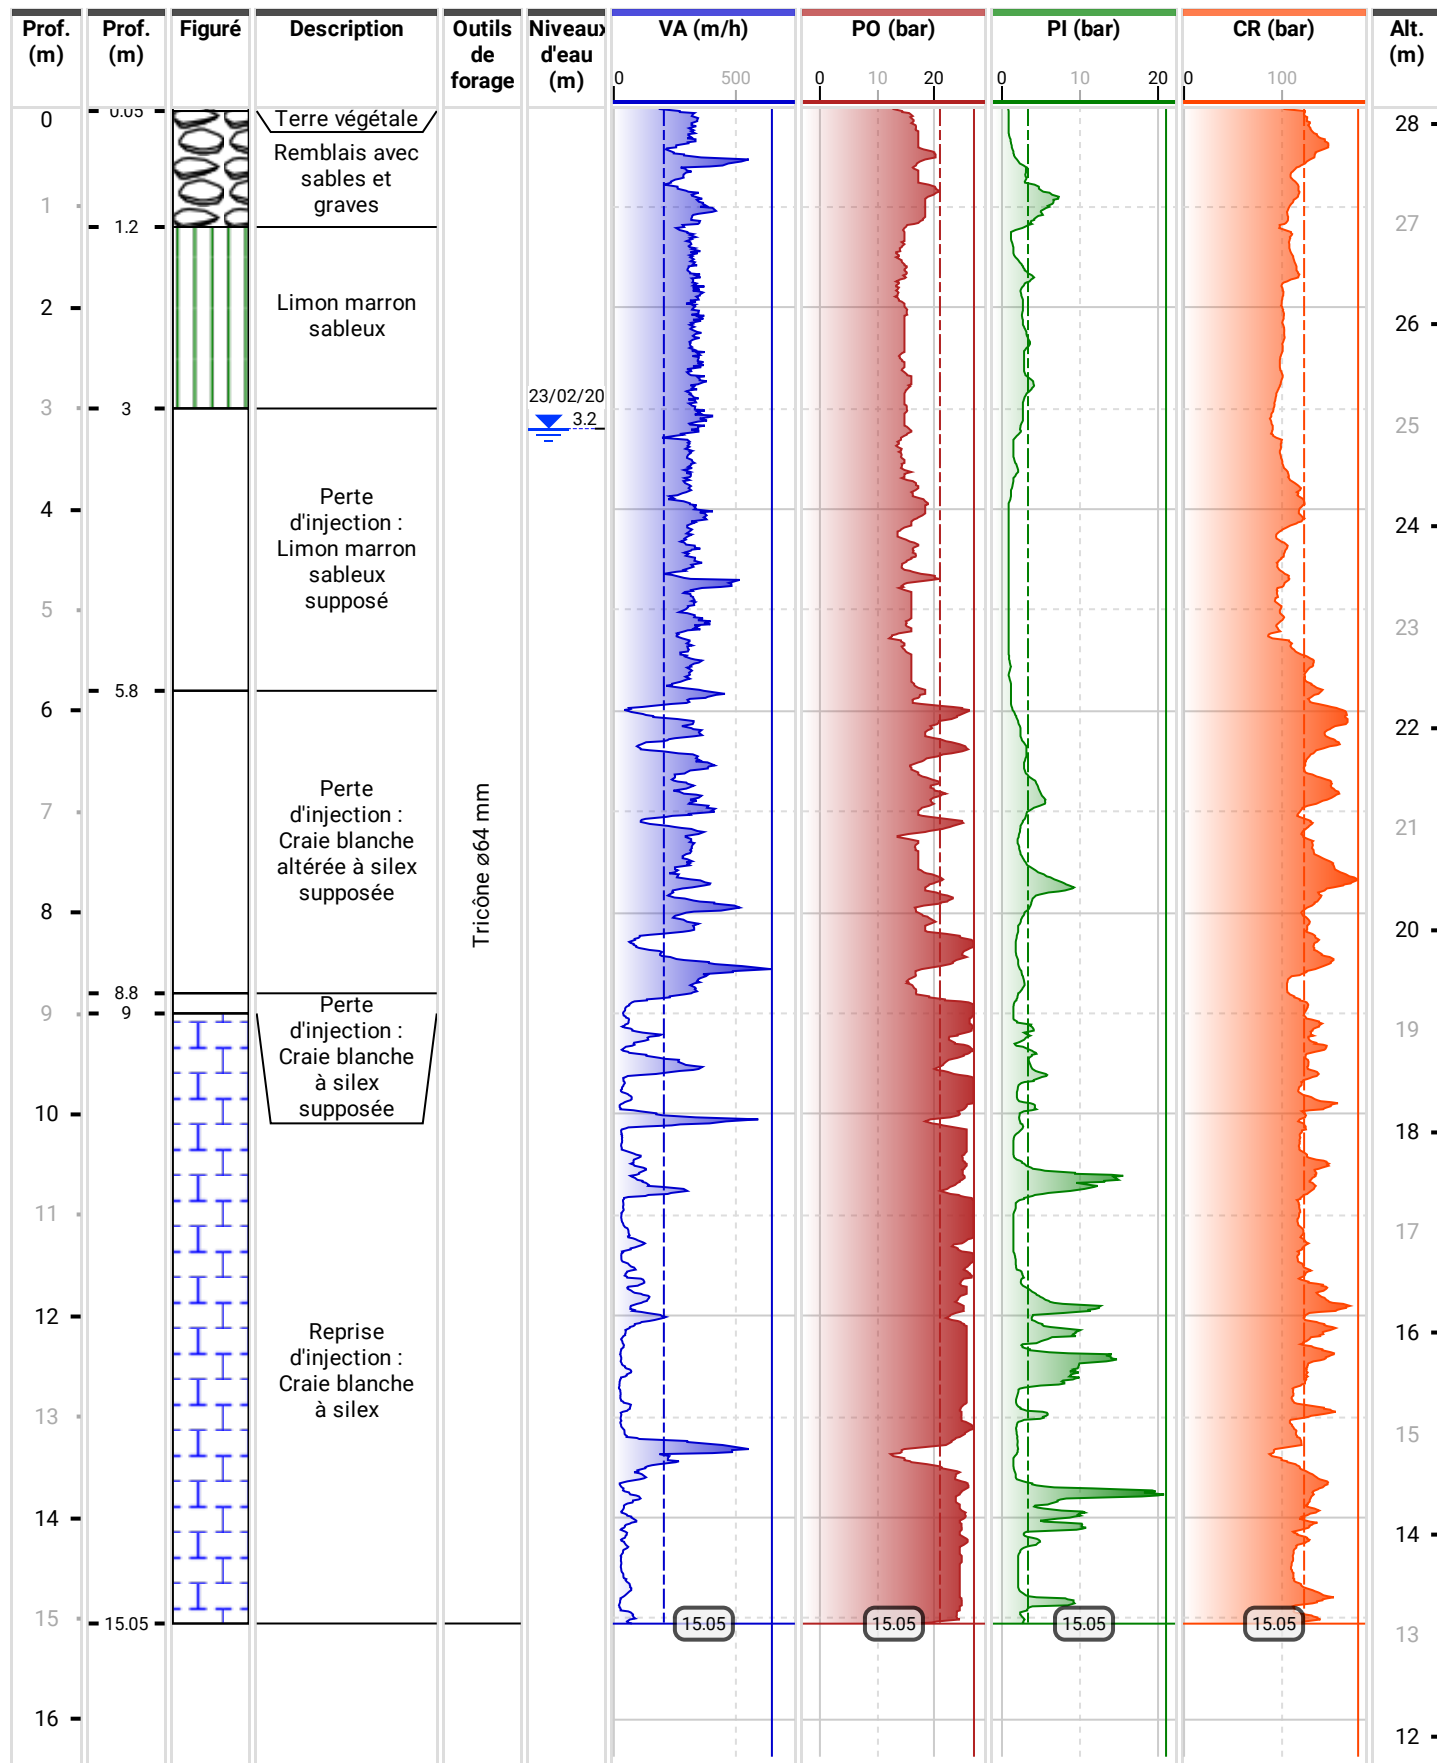 Prof.
(m)
Prof.
(m)
Figuré
Description
Outils
de
forage
Niveaux
d'eau
(m)
VA (m/h)
0
500
PO (bar)
0
10
20
PI (bar)
0
10
20
CR (bar)
0
100
Alt.
(m)
0
1
2
3
4
5
6
7
8
9
10
11
12
13
14
15
16
0.05
1.2
3
5.8
8.8
9
15.05
Terre végétale
Remblais avec
sables et
graves
Limon marron
sableux
Perte
d'injection :
Limon marron
sableux
supposé
Perte
d'injection :
Craie blanche
altérée à silex
supposée
Perte
d'injection :
Craie blanche
à silex
supposée
Reprise
d'injection :
Craie blanche
à silex
Tricône ⌀64 mm
23/02/20
3.2
15.05
15.05
15.05
15.05
28
27
26
25
24
23
22
21
20
19
18
17
16
15
14
13
12